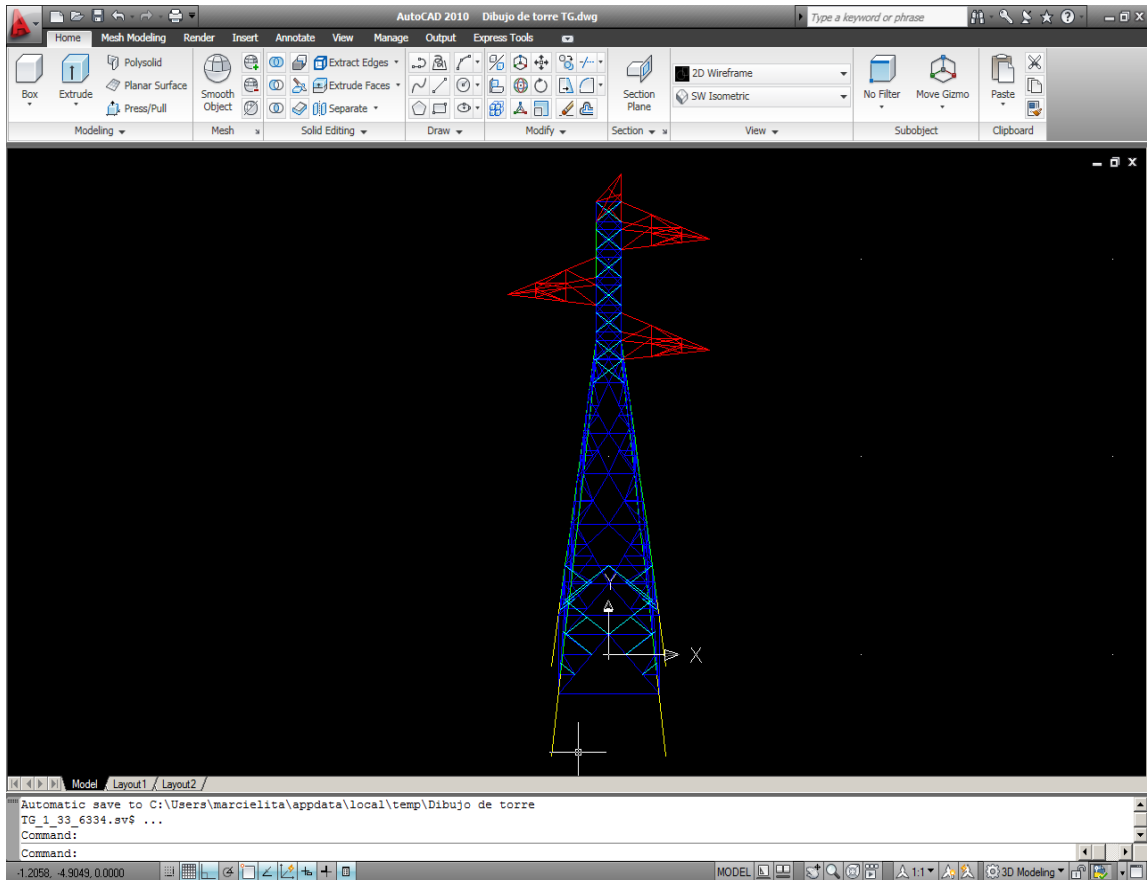 AutoCAD 2010 Dibujo de torre TG.dwg
Type a keyword or phrase
Home Mesh Modeling Render Insert Annotate View Manage Output Express Tools
Box
Extrude
Polysolid
Planar Surface
Press/Pull
Modeling
Smooth
Object
Mesh
Extract Edges
Extrude Faces
Separate
Solid Editing
Draw
Modify
Section
Plane
Section
2D Wireframe
SW Isometric
View
No Filter
Move Gizmo
Subobject
Paste
Clipboard
Y
X
Model Layout1 Layout2
Automatic save to C:\Users\marcielita\appdata\local\temp\Dibujo de torre
TG_1_33_6334.sv$ ...
Command:
Command:
-1.2058, -4.9049, 0.0000
MODEL
1:1
3D Modeling